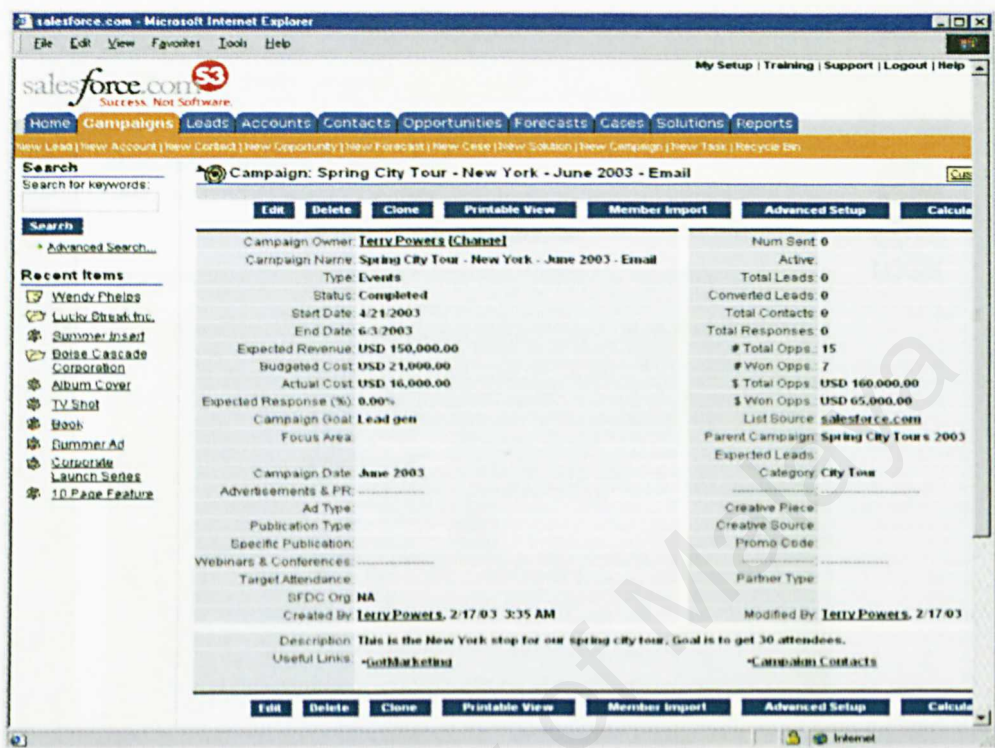 salesforce.com - Microsoft Internet Explorer
File Edit View Favorites Tools Help
salesforce.com S3
Success. Not Software.
My Setup | Training | Support | Logout | Help
Home Campaigns Leads Accounts Contacts Opportunities Forecasts Cases Solutions Reports
New Lead | New Account | New Contact | New Opportunity | New Forecast | New Case | New Solution | New Campaign | New Task | Recycle Bin
Search
Search for keywords:
Search
Advanced Search...
Recent Items
Wendy Phelps
Lucky Streak Inc.
Summer Insert
Boise Cascade
Corporation
Album Cover
TV Shot
Book
Summer Ad
Corporate
Launch Series
10 Page Feature
Campaign: Spring City Tour - New York - June 2003 - Email
Cus
Edit Delete Clone Printable View Member Import Advanced Setup Calcula
Campaign Owner: Terry Powers [Change] Num Sent: 0
Campaign Name: Spring City Tour - New York - June 2003 - Email Active:
Type: Events Total Leads: 0
Status: Completed Converted Leads: 0
Start Date: 4/21/2003 Total Contacts: 0
End Date: 6/3/2003 Total Responses: 0
Expected Revenue: USD 150,000.00 # Total Opps.: 15
Budgeted Cost: USD 21,000.00 # Won Opps.: 7
Actual Cost: USD 16,000.00 $ Total Opps.: USD 160,000.00
Expected Response (%): 0.00% $ Won Opps.: USD 65,000.00
Campaign Goal: Lead gen List Source: salesforce.com
Focus Area: Parent Campaign: Spring City Tours 2003
Expected Leads:
Campaign Date: June 2003 Category: City Tour
Advertisements & PR: --------------- ---------------
Ad Type: Creative Piece:
Publication Type: Creative Source:
Specific Publication: Promo Code:
Webinars & Conferences: --------------- ---------------
Target Attendance: Partner Type:
SFDC Org: NA
Created By: Terry Powers, 2/17/03 3:35 AM Modified By: Terry Powers, 2/17/03
Description: This is the New York stop for our spring city tour. Goal is to get 30 attendees.
Useful Links: GotMarketing Campaign Contacts
Edit Delete Clone Printable View Member Import Advanced Setup Calcula
Internet
of Malaya